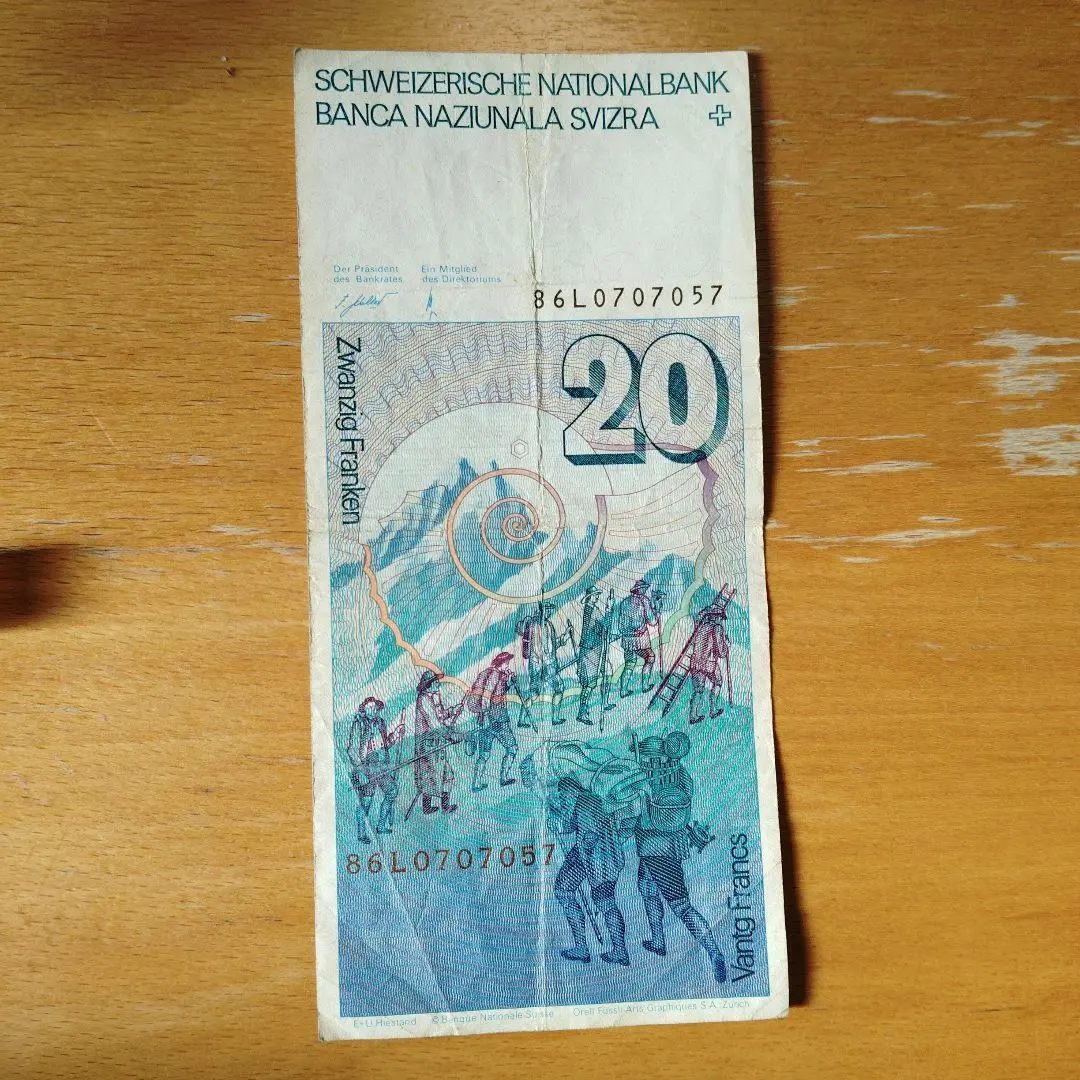 SCHWEIZERISCHE NATIONALBANK
BANCA NAZIUNALA SVIZRA
Der Präsident
des Bankrates
Ein Mitglied
des Direktoriums
86L0707057
20
Zwanzig Franken
86L0707057
Vantg Francs
E+U Hiestand © Banque Nationale Suisse Orell Füssli Arts Graphiques S.A. Zurich